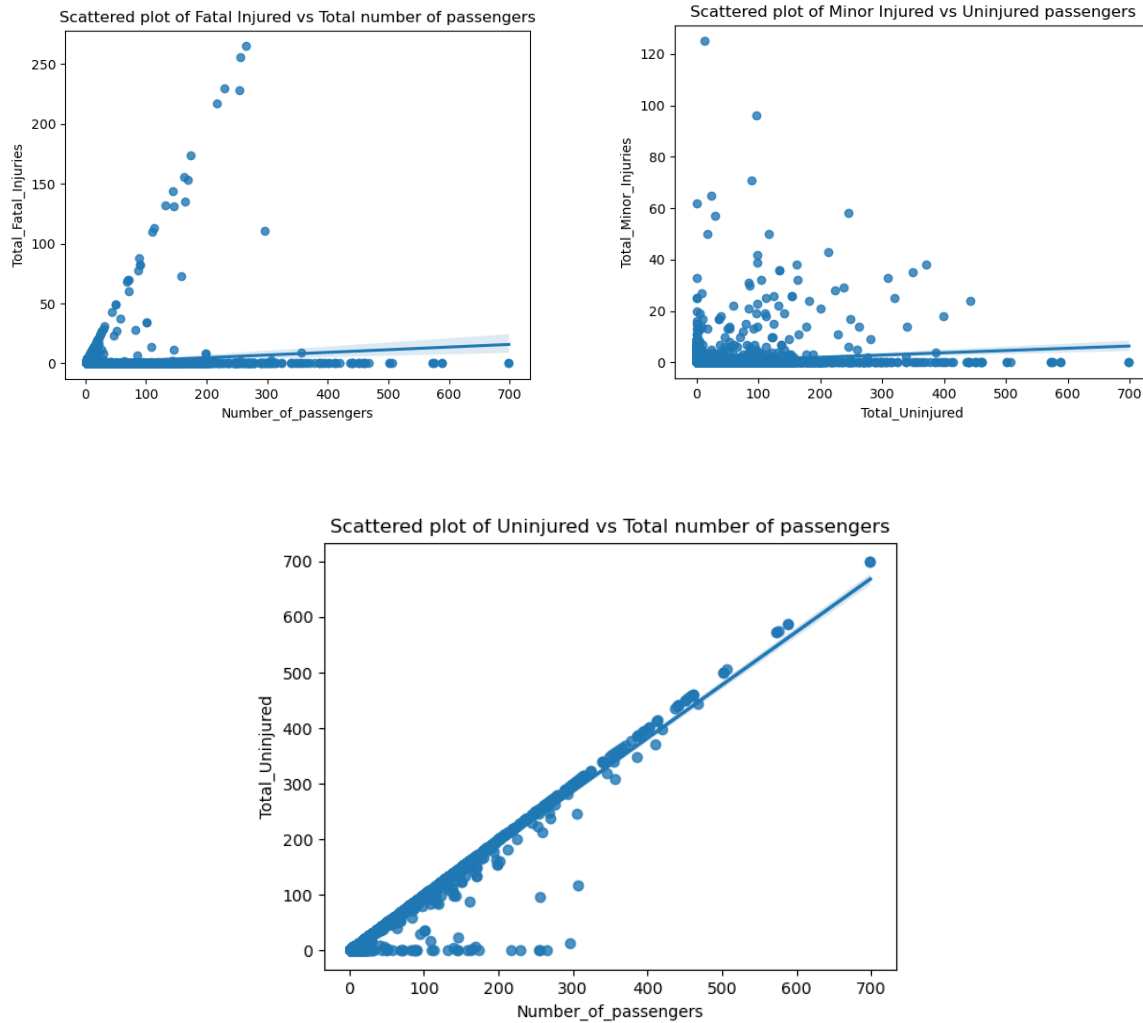 Scattered plot of Fatal Injured vs Total number of passengers
250
200
150
100
50
0
Total_Fatal_Injuries
0 100 200 300 400 500 600 700
Number_of_passengers
Scattered plot of Minor Injured vs Uninjured passengers
120
100
80
60
40
20
0
Total_Minor_Injuries
0 100 200 300 400 500 600 700
Total_Uninjured
Scattered plot of Uninjured vs Total number of passengers
700
600
500
400
300
200
100
0
Total_Uninjured
0 100 200 300 400 500 600 700
Number_of_passengers